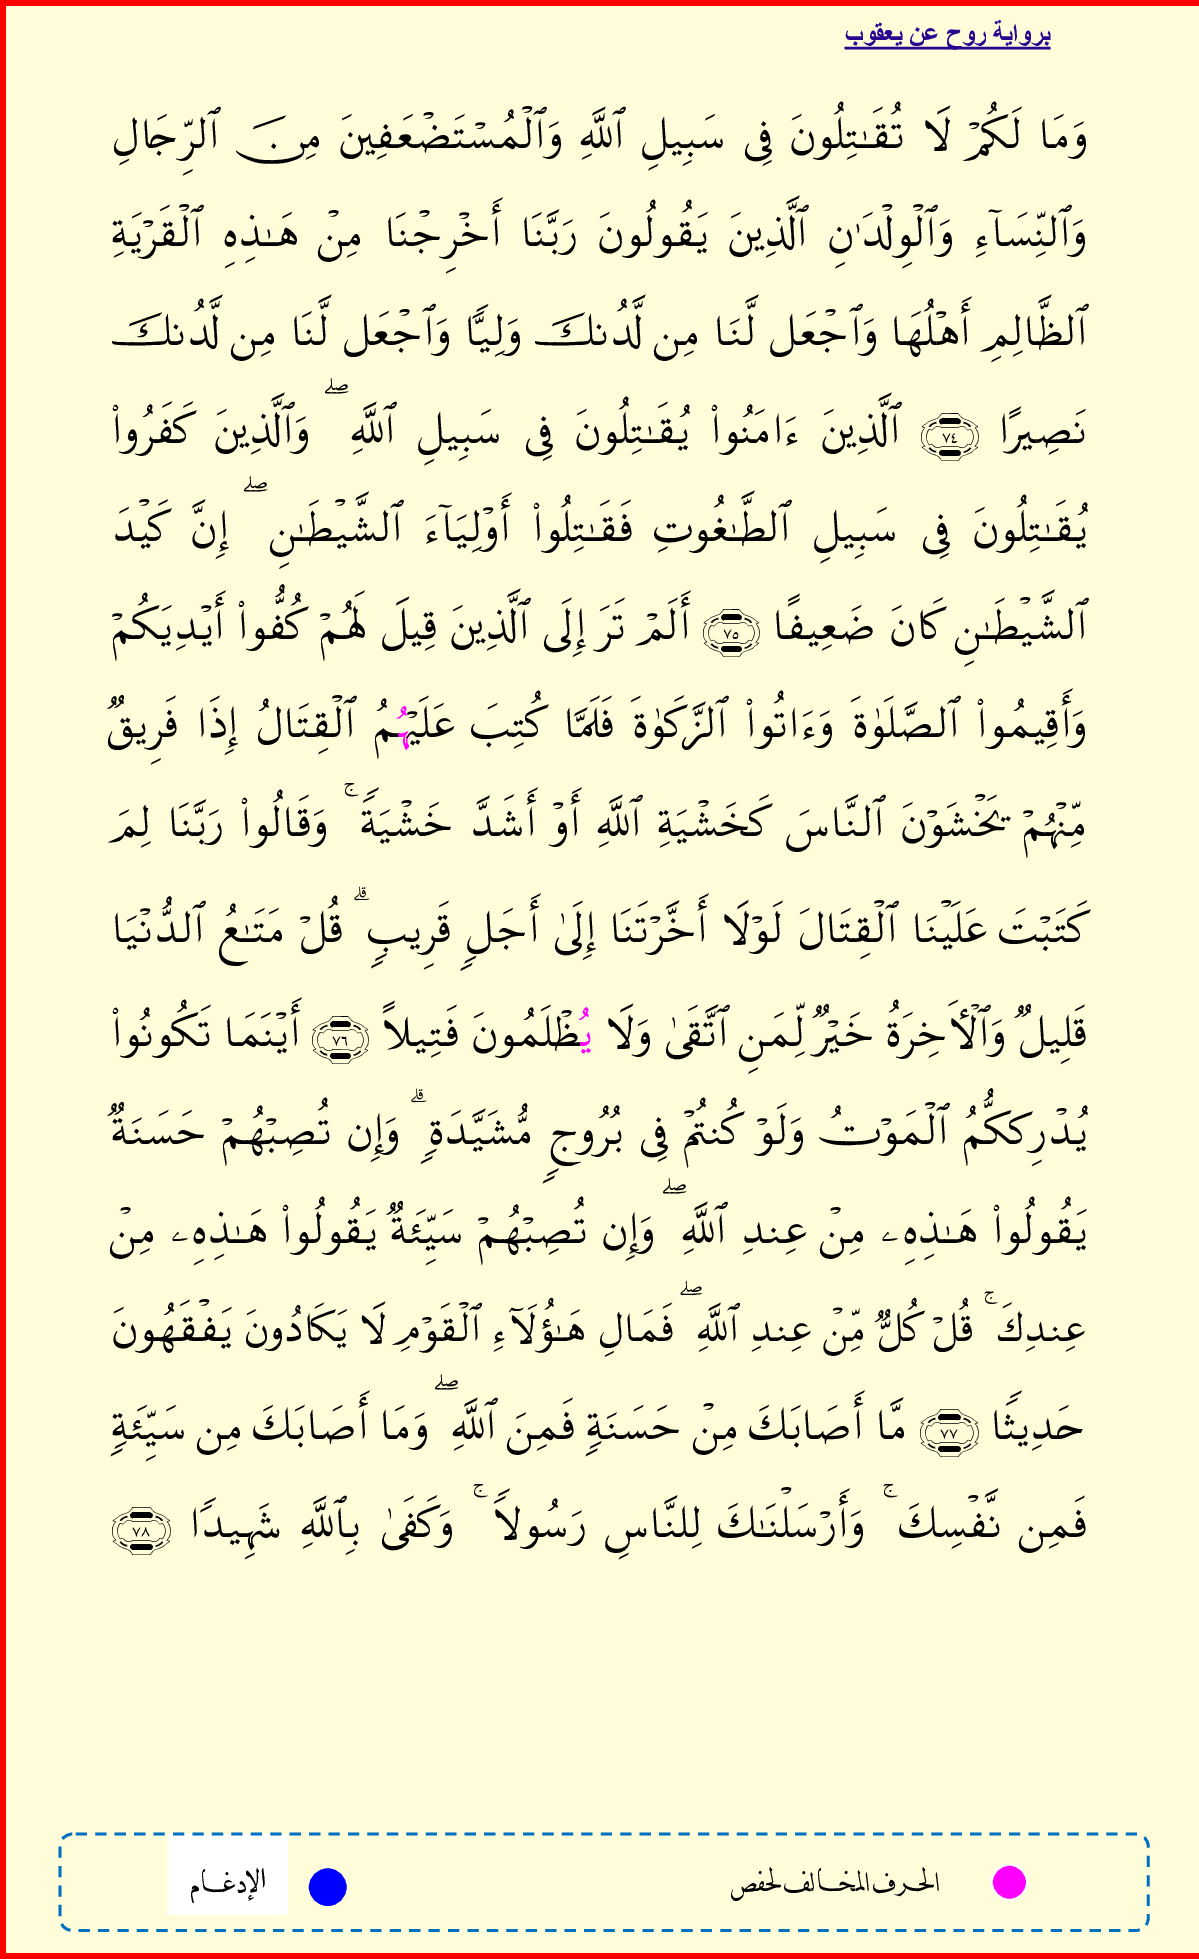 برواية روح عن يعقوب
وَمَا لَكُمۡ لَا تُقَـٰتِلُونَ فِى سَبِيلِ ٱللَّهِ وَٱلۡمُسۡتَضۡعَفِينَ مِنَ ٱلرِّجَالِ
وَٱلنِّسَآءِ وَٱلۡوِلۡدَٰنِ ٱلَّذِينَ يَقُولُونَ رَبَّنَا أَخۡرِجۡنَا مِنۡ هَـٰذِهِ ٱلۡقَرۡيَةِ
ٱلظَّالِمِ أَهۡلُهَا وَٱجۡعَل لَّنَا مِن لَّدُنكَ وَلِيًّا وَٱجۡعَل لَّنَا مِن لَّدُنكَ
نَصِيرًا ٧٤ ٱلَّذِينَ ءَامَنُواْ يُقَـٰتِلُونَ فِى سَبِيلِ ٱللَّهِ ۖ وَٱلَّذِينَ كَفَرُواْ
يُقَـٰتِلُونَ فِى سَبِيلِ ٱلطَّـٰغُوتِ فَقَـٰتِلُواْ أَوۡلِيَآءَ ٱلشَّيۡطَـٰنِ ۖ إِنَّ كَيۡدَ
ٱلشَّيۡطَـٰنِ كَانَ ضَعِيفًا ٧٥ أَلَمۡ تَرَ إِلَى ٱلَّذِينَ قِيلَ لَهُمۡ كُفُّواْ أَيۡدِيَكُمۡ
وَأَقِيمُواْ ٱلصَّلَوٰةَ وَءَاتُواْ ٱلزَّكَوٰةَ فَلَمَّا كُتِبَ عَلَيۡهُمُ ٱلۡقِتَالُ إِذَا فَرِيقٌ
مِّنۡهُمۡ يَخۡشَوۡنَ ٱلنَّاسَ كَخَشۡيَةِ ٱللَّهِ أَوۡ أَشَدَّ خَشۡيَةً ۚ وَقَالُواْ رَبَّنَا لِمَ
كَتَبۡتَ عَلَيۡنَا ٱلۡقِتَالَ لَوۡلَا أَخَّرۡتَنَا إِلَىٰ أَجَلٍ قَرِيبٍ ۗ قُلۡ مَتَـٰعُ ٱلدُّنۡيَا
قَلِيلٌ وَٱلۡأَخِرَةُ خَيۡرٌ لِّمَنِ ٱتَّقَىٰ وَلَا يُظۡلَمُونَ فَتِيلاً ٧٦ أَيۡنَمَا تَكُونُواْ
يُدۡرِككُّمُ ٱلۡمَوۡتُ وَلَوۡ كُنتُمۡ فِى بُرُوجٍ مُّشَيَّدَةٍ ۗ وَإِن تُصِبۡهُمۡ حَسَنَةٌ
يَقُولُواْ هَـٰذِهِۦ مِنۡ عِندِ ٱللَّهِ ۖ وَإِن تُصِبۡهُمۡ سَيِّئَةٌ يَقُولُواْ هَـٰذِهِۦ مِنۡ
عِندِكَ ۚ قُلۡ كُلٌّ مِّنۡ عِندِ ٱللَّهِ ۖ فَمَالِ هَـٰؤُلَآءِ ٱلۡقَوۡمِ لَا يَكَادُونَ يَفۡقَهُونَ
حَدِيثًا ٧٧ مَّا أَصَابَكَ مِنۡ حَسَنَةٍ فَمِنَ ٱللَّهِ ۖ وَمَا أَصَابَكَ مِن سَيِّئَةٍ
فَمِن نَّفۡسِكَ ۚ وَأَرۡسَلۡنَـٰكَ لِلنَّاسِ رَسُولاً ۚ وَكَفَىٰ بِٱللَّهِ شَهِيدًا ٧٨
الحرف المخالف لحفص الإدغام